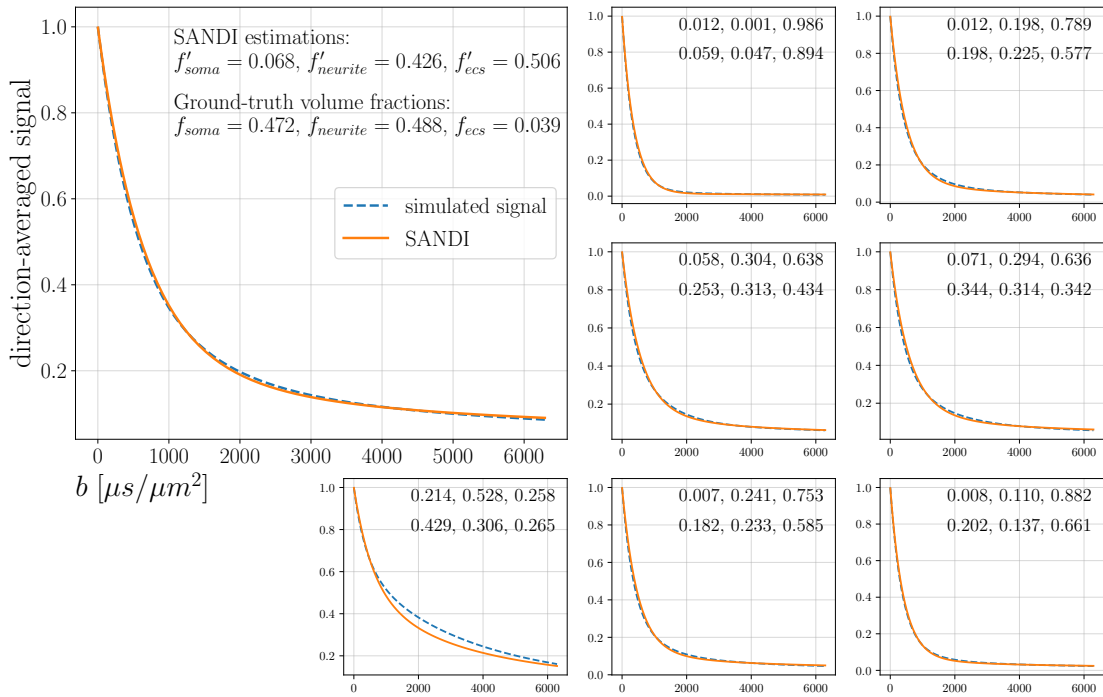 1.0
0.8
0.6
0.4
0.2
direction-averaged signal
SANDI estimations:
f'_{soma} = 0.068, f'_{neurite} = 0.426, f'_{ecs} = 0.506
Ground-truth volume fractions:
f_{soma} = 0.472, f_{neurite} = 0.488, f_{ecs} = 0.039
simulated signal
SANDI
0 1000 2000 3000 4000 5000 6000
b [μs/μm²]
0.012, 0.001, 0.986
0.059, 0.047, 0.894
1.0
0.8
0.6
0.4
0.2
0.0
0 2000 4000 6000
0.012, 0.198, 0.789
0.198, 0.225, 0.577
1.0
0.8
0.6
0.4
0.2
0.0
0 2000 4000 6000
0.058, 0.304, 0.638
0.253, 0.313, 0.434
1.0
0.8
0.6
0.4
0.2
0 2000 4000 6000
0.071, 0.294, 0.636
0.344, 0.314, 0.342
1.0
0.8
0.6
0.4
0.2
0 2000 4000 6000
0.214, 0.528, 0.258
0.429, 0.306, 0.265
1.0
0.8
0.6
0.4
0.2
0 2000 4000 6000
0.007, 0.241, 0.753
0.182, 0.233, 0.585
1.0
0.8
0.6
0.4
0.2
0.0
0 2000 4000 6000
0.008, 0.110, 0.882
0.202, 0.137, 0.661
1.0
0.8
0.6
0.4
0.2
0.0
0 2000 4000 6000